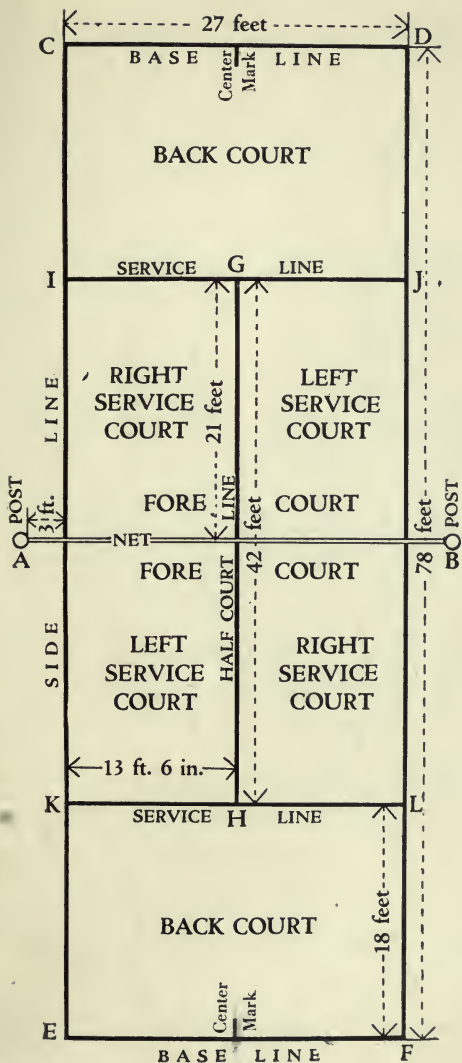 27 feet
C D
BASE LINE
Center
Mark
BACK COURT
SERVICE G LINE
I J
RIGHT
SERVICE
COURT
LEFT
SERVICE
COURT
21 feet
LINE
SIDE
FORE COURT
POST
3 ft.
A
NET
POST
B
FORE COURT
HALF COURT LINE
42 feet
78 feet
LEFT
SERVICE
COURT
RIGHT
SERVICE
COURT
13 ft. 6 in.
K L
SERVICE H LINE
BACK COURT
18 feet
Center
Mark
E F
BASE LINE